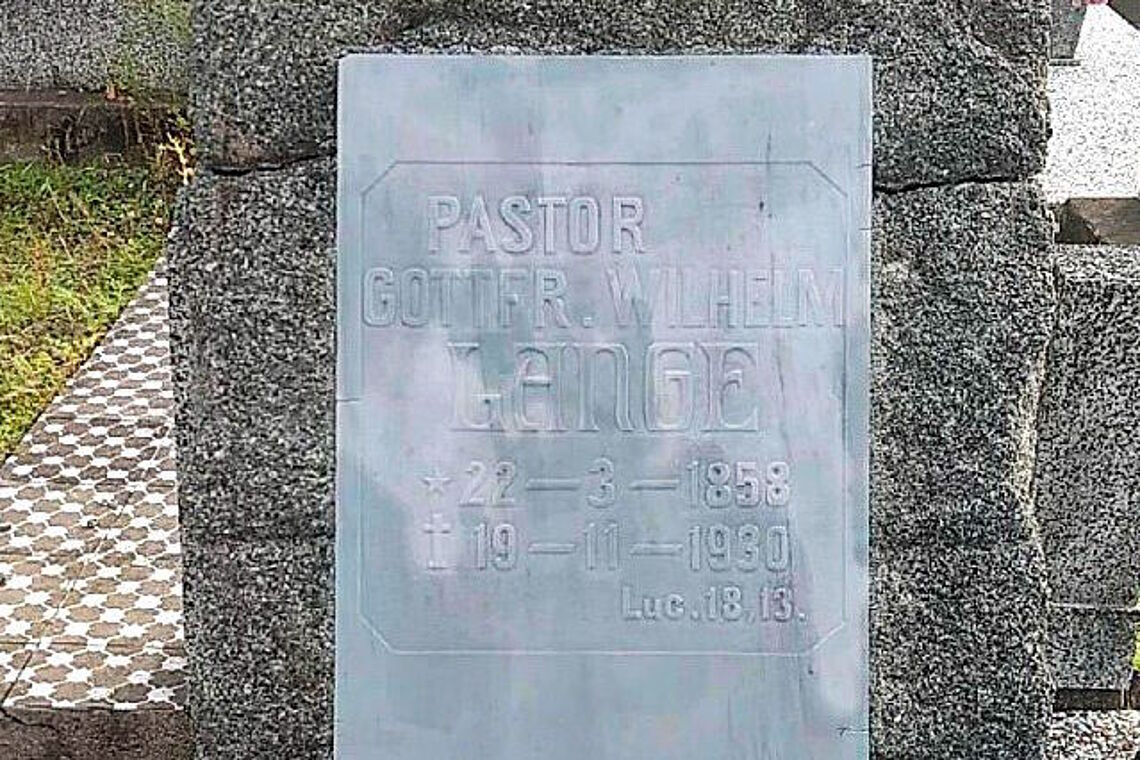 PASTOR
GOTTFR. WILHELM
LANGE
* 22 — 3 — 1858
† 19 — 11 — 1930
Luc. 18, 13.